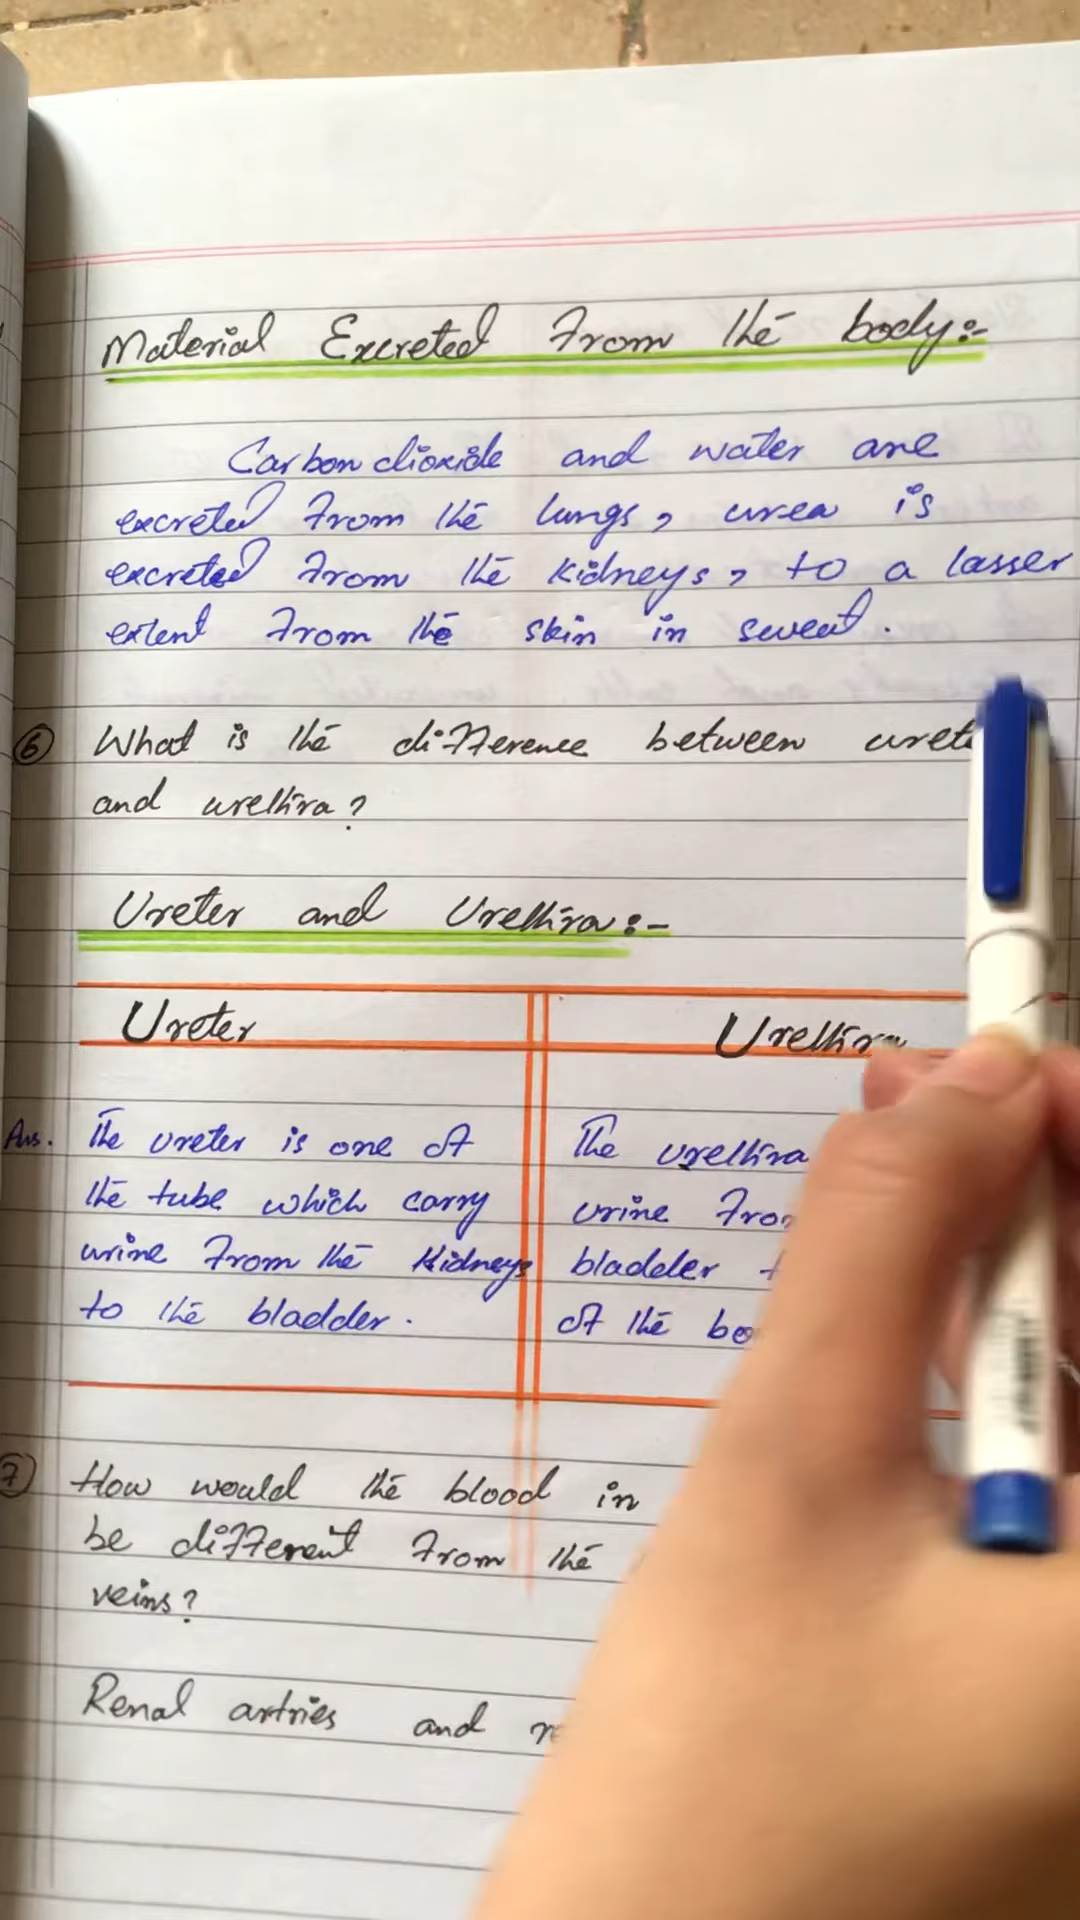 Material Excreted From the body:-
Carbon dioxide and water are
excreted From the lungs, urea is
excreted From the kidneys, to a lasser
extent From the skin in sweat.
6 What is the difference between
and urethra?
Ureter and Urethra:-
Ureter
Urethra
Ans. The ureter is one of
the tube which carry
urine From the Kidneys
to the bladder.
The urethra
urine
bladder
of the
7 How would the blood in
be different From the
veins?
Renal artries and